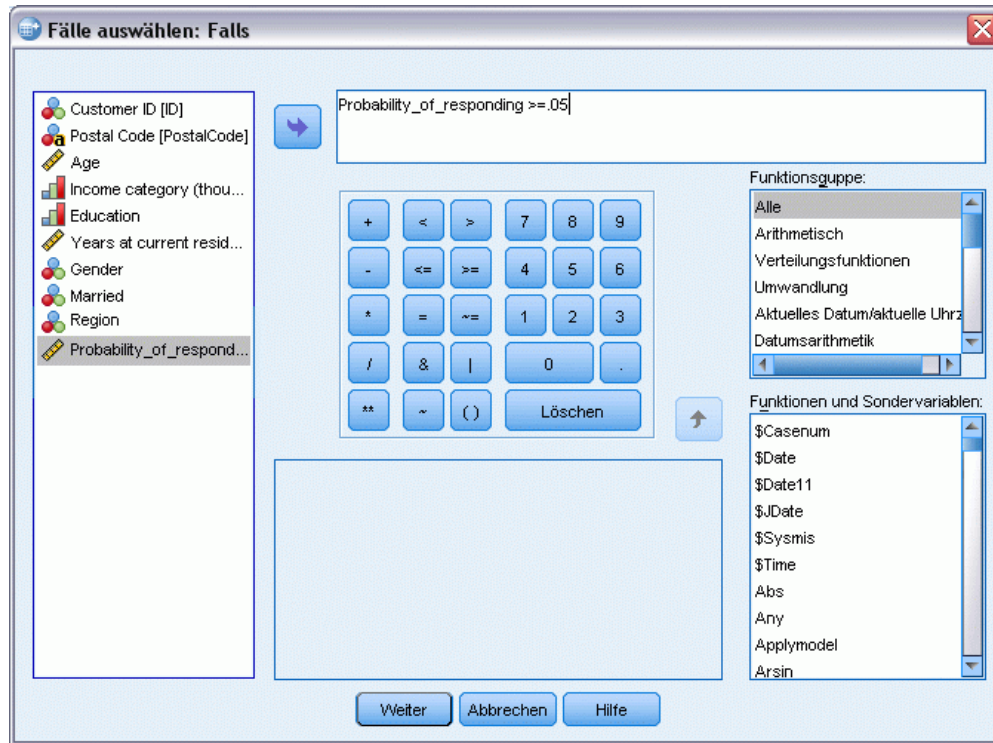 Fälle auswählen: Falls
Customer ID [ID]
Postal Code [PostalCode]
Age
Income category (thou...
Education
Years at current resid...
Gender
Married
Region
Probability_of_respond...
Probability_of_responding >=.05
+ < > 7 8 9
- <= >= 4 5 6
* = ~= 1 2 3
/ & | 0 .
** ~ ( ) Löschen
Funktionsgruppe:
Alle
Arithmetisch
Verteilungsfunktionen
Umwandlung
Aktuelles Datum/aktuelle Uhrz
Datumsarithmetik
Funktionen und Sondervariablen:
$Casenum
$Date
$Date11
$JDate
$Sysmis
$Time
Abs
Any
Applymodel
Arsin
Weiter Abbrechen Hilfe